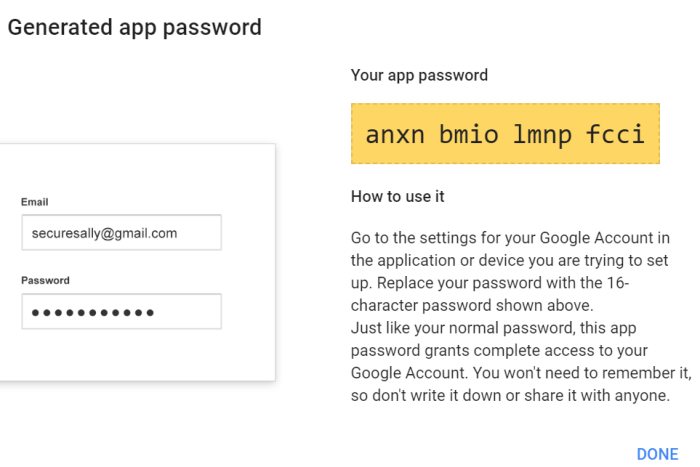 Generated app password
Your app password
anxn bmio lmnp fcci
Email
securesally@gmail.com
Password
How to use it
Go to the settings for your Google Account in
the application or device you are trying to set
up. Replace your password with the 16-
character password shown above.
Just like your normal password, this app
password grants complete access to your
Google Account. You won't need to remember it,
so don't write it down or share it with anyone.
DONE